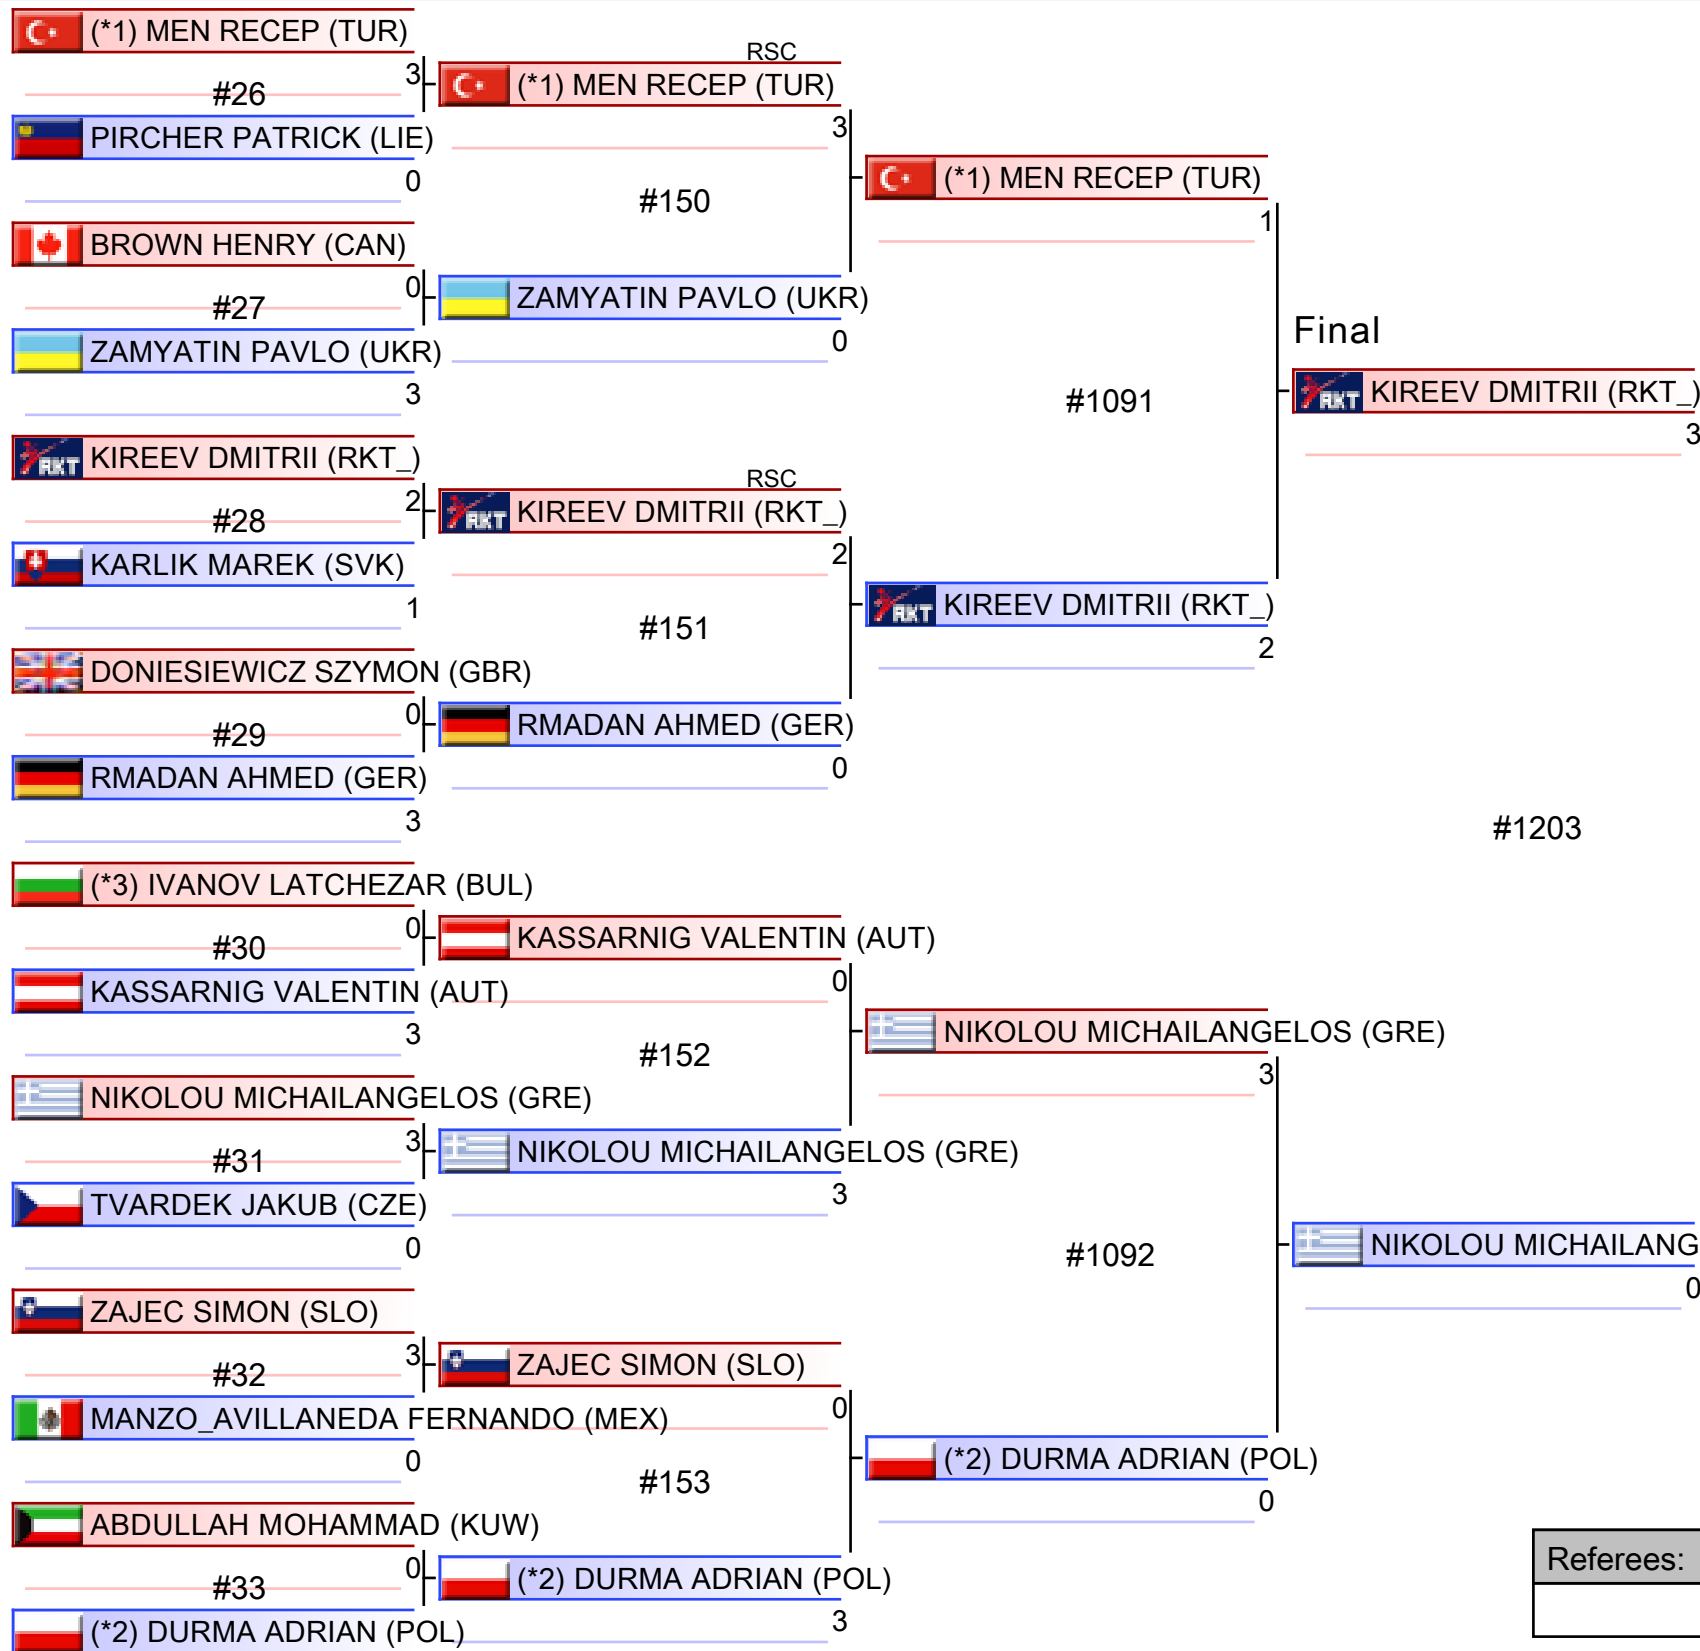 (*1) MEN RECEP (TUR)
3
#26
PIRCHER PATRICK (LIE)
0
BROWN HENRY (CAN)
0
#27
ZAMYATIN PAVLO (UKR)
3
RKT KIREEV DMITRII (RKT_)
2
#28
KARLIK MAREK (SVK)
1
DONIESIEWICZ SZYMON (GBR)
0
#29
RMADAN AHMED (GER)
3
(*3) IVANOV LATCHEZAR (BUL)
0
#30
KASSARNIG VALENTIN (AUT)
3
NIKOLOU MICHAILANGELOS (GRE)
3
#31
TVARDEK JAKUB (CZE)
0
ZAJEC SIMON (SLO)
3
#32
MANZO_AVILLANEDA FERNANDO (MEX)
0
ABDULLAH MOHAMMAD (KUW)
0
#33
(*2) DURMA ADRIAN (POL)
RSC
(*1) MEN RECEP (TUR)
3
#150
ZAMYATIN PAVLO (UKR)
0
RSC
RKT KIREEV DMITRII (RKT_)
2
#151
RMADAN AHMED (GER)
0
KASSARNIG VALENTIN (AUT)
0
#152
NIKOLOU MICHAILANGELOS (GRE)
3
ZAJEC SIMON (SLO)
0
#153
(*2) DURMA ADRIAN (POL)
3
(*1) MEN RECEP (TUR)
1
#1091
RKT KIREEV DMITRII (RKT_)
2
NIKOLOU MICHAILANGELOS (GRE)
3
#1092
(*2) DURMA ADRIAN (POL)
0
Final
RKT KIREEV DMITRII (RKT_)
3
#1203
NIKOLOU MICHAILANG
0
Referees: